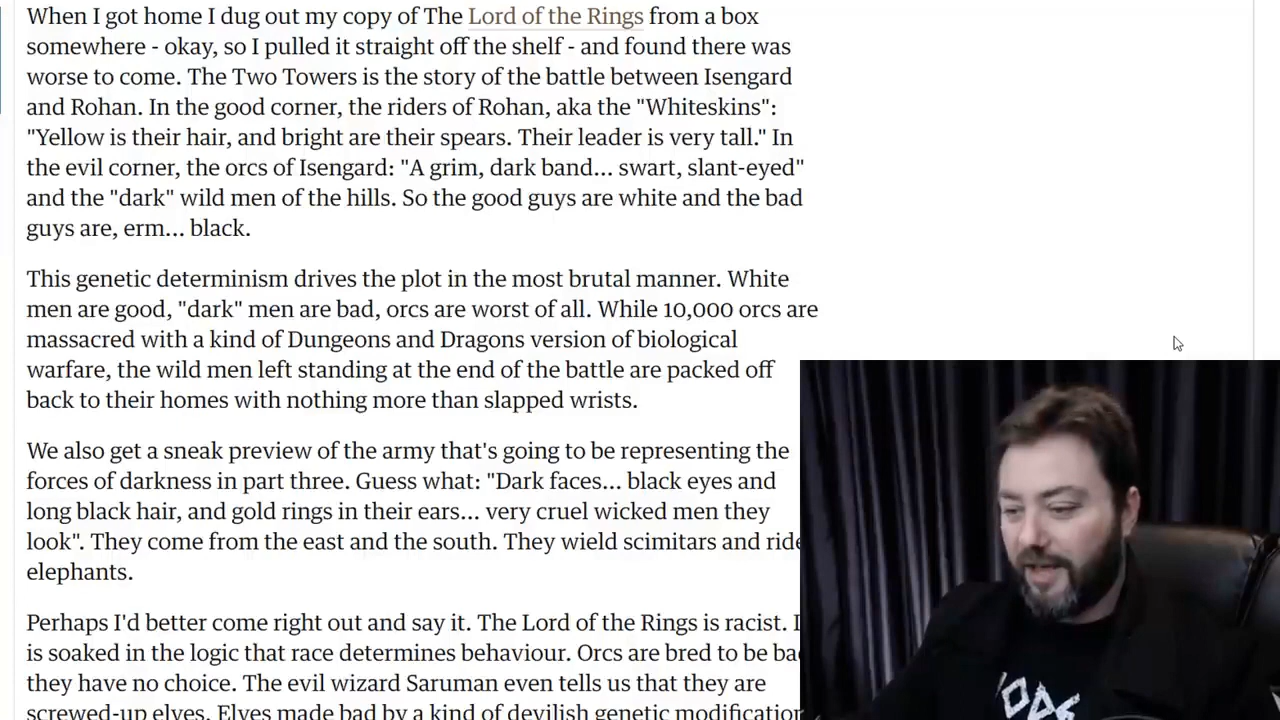 When I got home I dug out my copy of The Lord of the Rings from a box
somewhere - okay, so I pulled it straight off the shelf - and found there was
worse to come. The Two Towers is the story of the battle between Isengard
and Rohan. In the good corner, the riders of Rohan, aka the "Whiteskins":
"Yellow is their hair, and bright are their spears. Their leader is very tall." In
the evil corner, the orcs of Isengard: "A grim, dark band... swart, slant-eyed"
and the "dark" wild men of the hills. So the good guys are white and the bad
guys are, erm... black.
This genetic determinism drives the plot in the most brutal manner. White
men are good, "dark" men are bad, orcs are worst of all. While 10,000 orcs are
massacred with a kind of Dungeons and Dragons version of biological
warfare, the wild men left standing at the end of the battle are packed off
back to their homes with nothing more than slapped wrists.
We also get a sneak preview of the army that's going to be representing the
forces of darkness in part three. Guess what: "Dark faces... black eyes and
long black hair, and gold rings in their ears... very cruel wicked men they
look". They come from the east and the south. They wield scimitars and ride
elephants.
Perhaps I'd better come right out and say it. The Lord of the Rings is racist.
is soaked in the logic that race determines behaviour. Orcs are bred to be
they have no choice. The evil wizard Saruman even tells us that they are
screwed-up elves. Elves made bad by a kind of devilish genetic modification